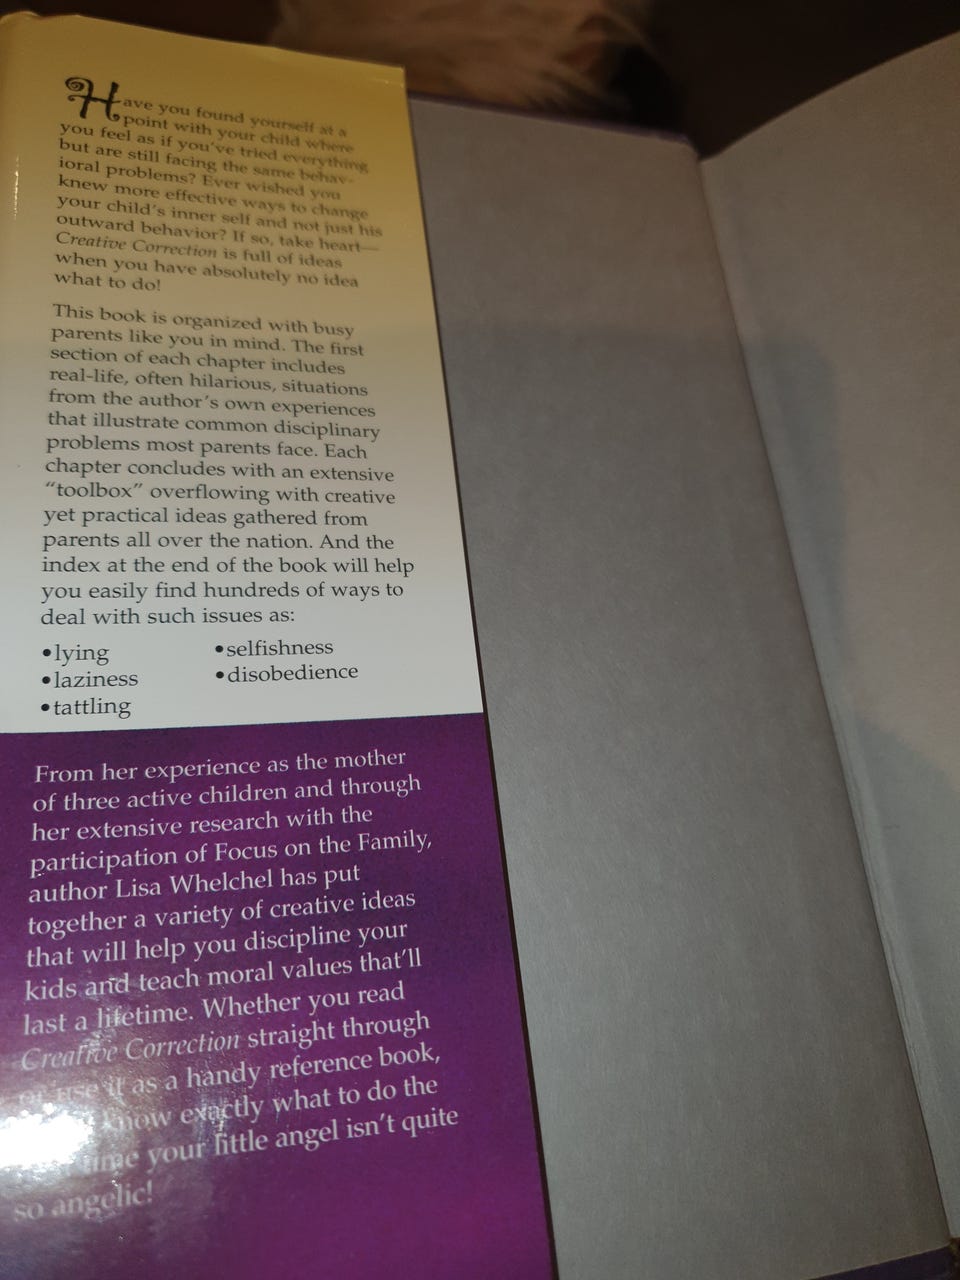 Have you found yourself at a
point with your child where
you feel as if you've tried everything
but are still facing the same behav-
ioral problems? Ever wished you
knew more effective ways to change
your child's inner self and not just his
outward behavior? If so, take heart—
Creative Correction is full of ideas
when you have absolutely no idea
what to do!
This book is organized with busy
parents like you in mind. The first
section of each chapter includes
real-life, often hilarious, situations
from the author's own experiences
that illustrate common disciplinary
problems most parents face. Each
chapter concludes with an extensive
“toolbox” overflowing with creative
yet practical ideas gathered from
parents all over the nation. And the
index at the end of the book will help
you easily find hundreds of ways to
deal with such issues as:
•lying
•laziness
•tattling
•selfishness
•disobedience
From her experience as the mother
of three active children and through
her extensive research with the
participation of Focus on the Family,
author Lisa Whelchel has put
together a variety of creative ideas
that will help you discipline your
kids and teach moral values that'll
last a lifetime. Whether you read
Creative Correction straight through
or use it as a handy reference book,
know exactly what to do the
time your little angel isn't quite
so angelic!